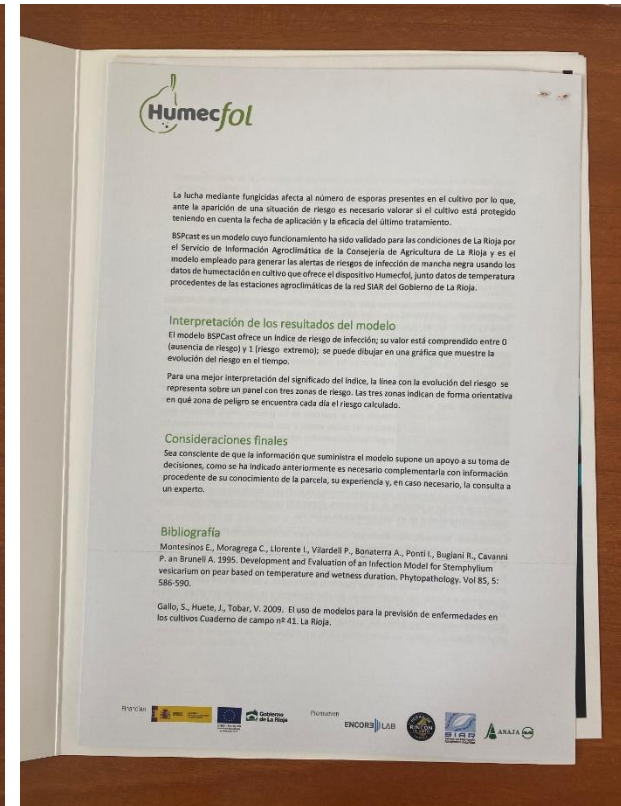 Humecfol
La lucha mediante fungicidas afecta al número de esporas presentes en el cultivo por lo que,
ante la aparición de una situación de riesgo es necesario valorar si el cultivo está protegido
teniendo en cuenta la fecha de aplicación y la eficacia del último tratamiento.
BSPcast es un modelo cuyo funcionamiento ha sido validado para las condiciones de La Rioja por
el Servicio de Información Agroclimática de la Consejería de Agricultura de La Rioja y es el
modelo empleado para generar las alertas de riesgos de infección de mancha negra usando los
datos de humectación en cultivo que ofrece el dispositivo Humecfol, junto datos de temperatura
procedentes de las estaciones agroclimáticas de la red SIAR del Gobierno de La Rioja.
Interpretación de los resultados del modelo
El modelo BSPCast ofrece un índice de riesgo de infección; su valor está comprendido entre 0
(ausencia de riesgo) y 1 (riesgo extremo); se puede dibujar en una gráfica que muestre la
evolución del riesgo en el tiempo.
Para una mejor interpretación del significado del índice, la línea con la evolución del riesgo se
representa sobre un panel con tres zonas de riesgo. Las tres zonas indican de forma orientativa
en qué zona de peligro se encuentra cada día el riesgo calculado.
Consideraciones finales
Sea consciente de que la información que suministra el modelo supone un apoyo a su toma de
decisiones, como se ha indicado anteriormente es necesario complementarla con información
procedente de su conocimiento de la parcela, su experiencia y, en caso necesario, la consulta a
un experto.
Bibliografía
Montesinos E., Moragrega C., Llorente I., Vilardell P., Bonaterra A., Ponti I., Bugiani R., Cavanni
P. an Brunell A. 1995. Development and Evaluation of an Infection Model for Stemphylium
vesicarium on pear based on temperature and wetness duration. Phytopathology. Vol 85, 5:
586-590.
Gallo, S., Huete, J., Tobar, V. 2009. El uso de modelos para la previsión de enfermedades en
los cultivos Cuaderno de campo nº 41. La Rioja.
Financian
Gobierno
de La Rioja
Promueven
ENCORE LAB
RINCON
SIAR
ASAJA